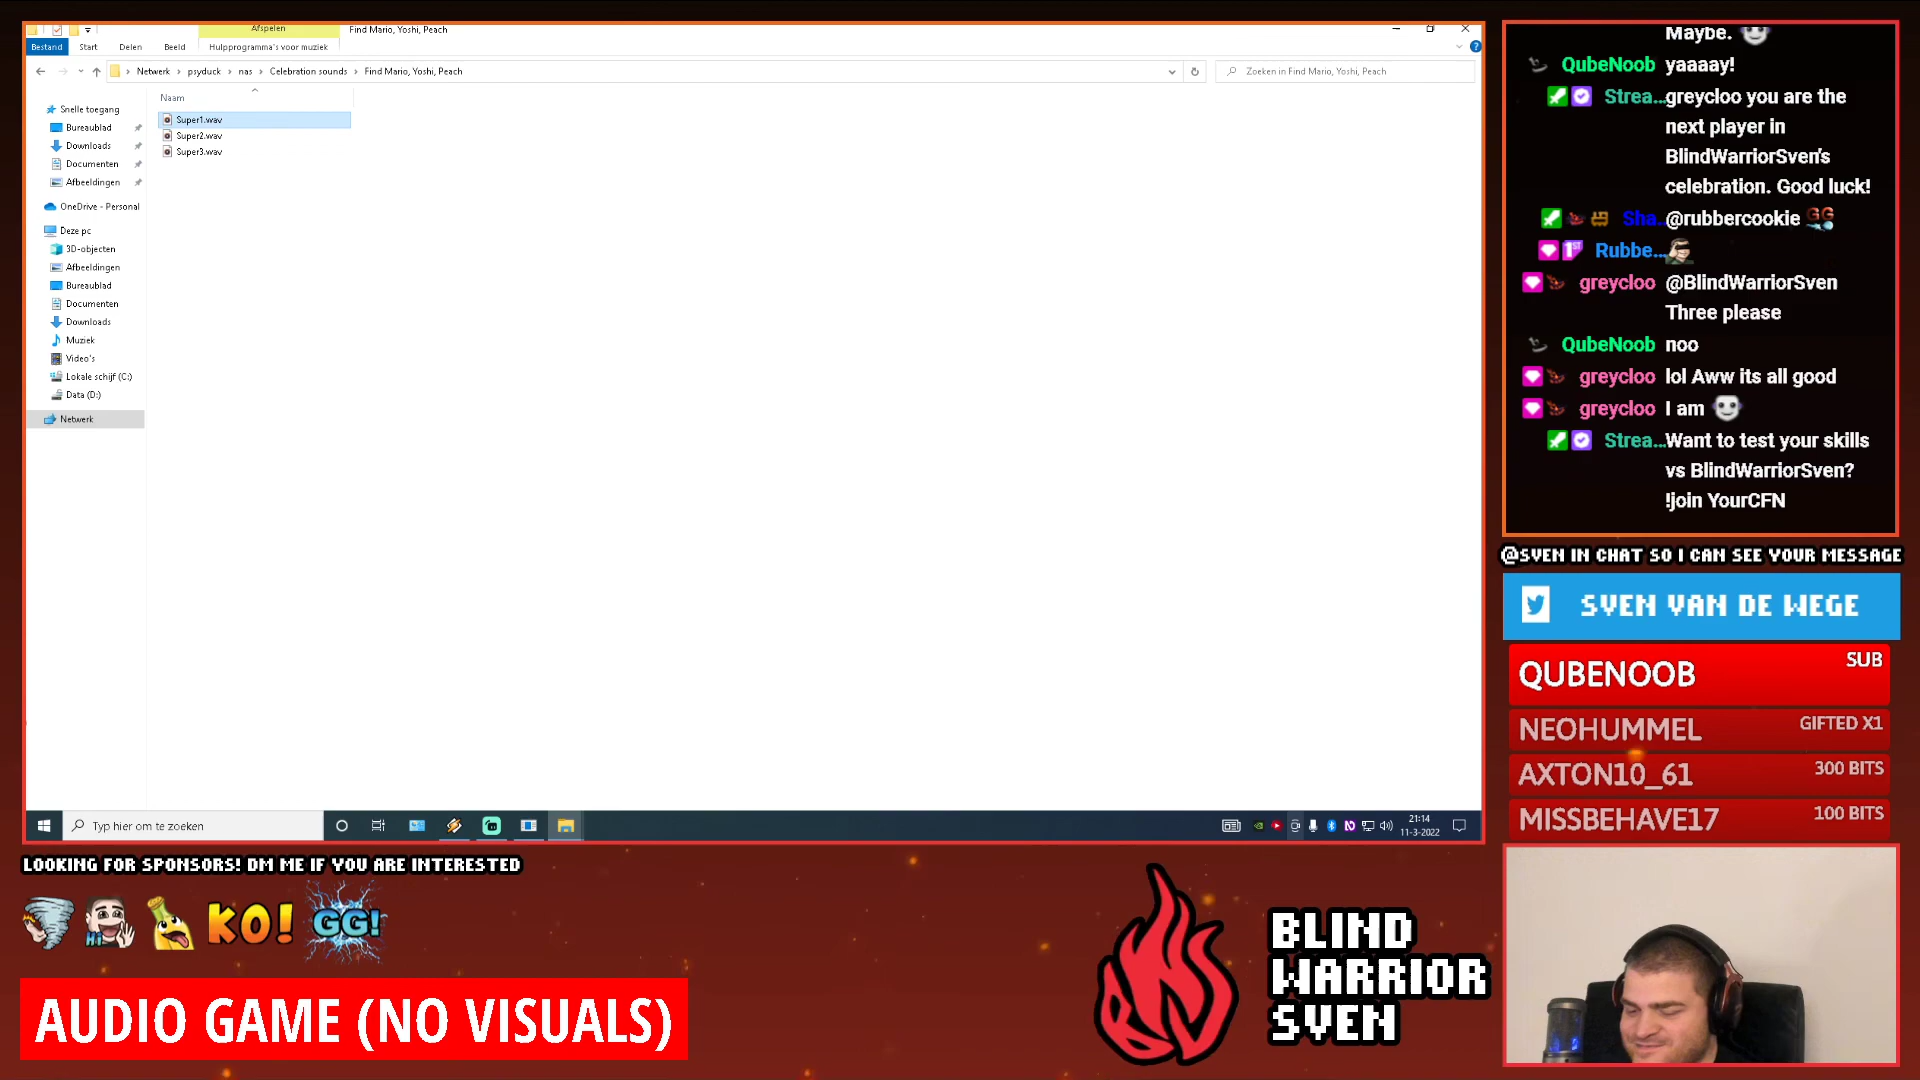 Afspelen
Find Mario, Yoshi, Peach
Bestand Start Delen Beeld Hulpprogramma's voor muziek
Netwerk > psyduck > nas > Celebration sounds > Find Mario, Yoshi, Peach
Zoeken in Find Mario, Yoshi, Peach
Naam
Super1.wav
Super2.wav
Super3.wav
Snelle toegang
Bureaublad
Downloads
Documenten
Afbeeldingen
OneDrive - Personal
Deze pc
3D-objecten
Afbeeldingen
Bureaublad
Documenten
Downloads
Muziek
Video's
Lokale schijf (C:)
Data (D:)
Netwerk
Typ hier om te zoeken
21:14
11-3-2022
Maybe.
QubeNoob yaaaay!
Strea...greycloo you are the
next player in
BlindWarriorSven's
celebration. Good luck!
Sha..@rubbercookie GG
1ST Rubbe...
greycloo @BlindWarriorSven
Three please
QubeNoob noo
greycloo lol Aww its all good
greycloo I am
Strea...Want to test your skills
vs BlindWarriorSven?
!join YourCFN
@SVEN IN CHAT SO I CAN SEE YOUR MESSAGE
SVEN VAN DE WEGE
QUBENOOB SUB
NEOHUMMEL GIFTED X1
AXTON10_61 300 BITS
MISSBEHAVE17 100 BITS
LOOKING FOR SPONSORS! DM ME IF YOU ARE INTERESTED
Hi KO! GG!
AUDIO GAME (NO VISUALS)
BWS
BLIND
WARRIOR
SVEN